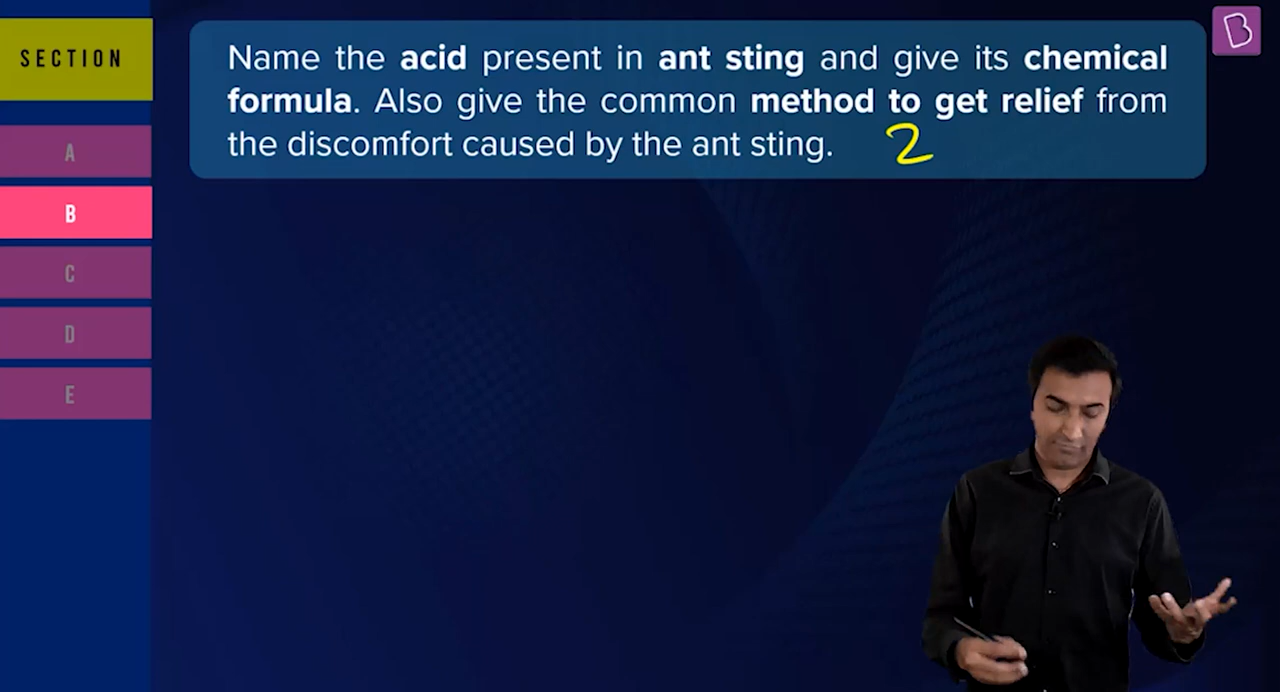 SECTION
A
B
C
D
E
Name the acid present in ant sting and give its chemical
formula. Also give the common method to get relief from
the discomfort caused by the ant sting. 2
B